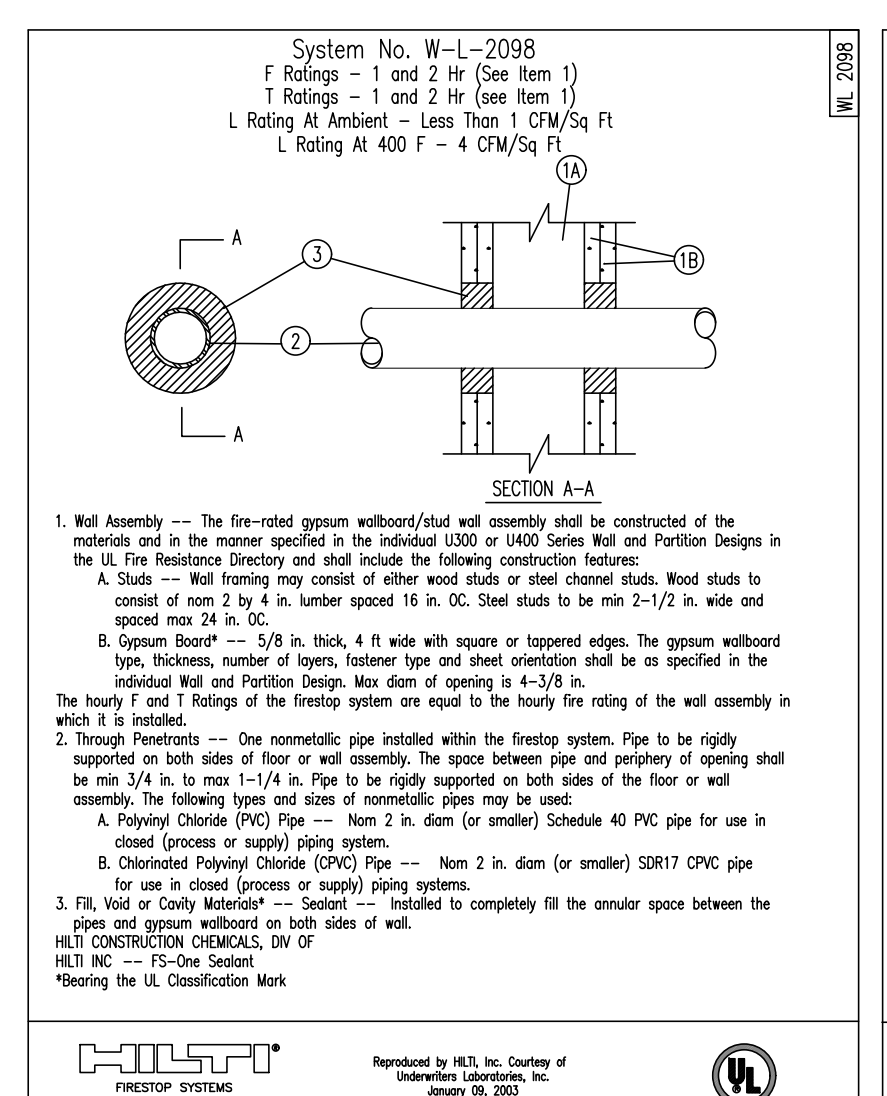 System No. W-L-2098
F Ratings - 1 and 2 Hr (See Item 1)
T Ratings - 1 and 2 Hr (see Item 1)
L Rating At Ambient - Less Than 1 CFM/Sq Ft
L Rating At 400 F - 4 CFM/Sq Ft
WL 2098
1A
A
3
1B
2
A
SECTION A-A
1. Wall Assembly -- The fire-rated gypsum wallboard/stud wall assembly shall be constructed of the
materials and in the manner specified in the individual U300 or U400 Series Wall and Partition Designs in
the UL Fire Resistance Directory and shall include the following construction features:
A. Studs -- Wall framing may consist of either wood studs or steel channel studs. Wood studs to
consist of nom 2 by 4 in. lumber spaced 16 in. OC. Steel studs to be min 2-1/2 in. wide and
spaced max 24 in. OC.
B. Gypsum Board* -- 5/8 in. thick, 4 ft wide with square or tappered edges. The gypsum wallboard
type, thickness, number of layers, fastener type and sheet orientation shall be as specified in the
individual Wall and Partition Design. Max diam of opening is 4-3/8 in.
The hourly F and T Ratings of the firestop system are equal to the hourly fire rating of the wall assembly in
which it is installed.
2. Through Penetrants -- One nonmetallic pipe installed within the firestop system. Pipe to be rigidly
supported on both sides of floor or wall assembly. The space between pipe and periphery of opening shall
be min 3/4 in. to max 1-1/4 in. Pipe to be rigidly supported on both sides of the floor or wall
assembly. The following types and sizes of nonmetallic pipes may be used:
A. Polyvinyl Chloride (PVC) Pipe -- Nom 2 in. diam (or smaller) Schedule 40 PVC pipe for use in
closed (process or supply) piping system.
B. Chlorinated Polyvinyl Chloride (CPVC) Pipe -- Nom 2 in. diam (or smaller) SDR17 CPVC pipe
for use in closed (process or supply) piping systems.
3. Fill, Void or Cavity Materials* -- Sealant -- Installed to completely fill the annular space between the
pipes and gypsum wallboard on both sides of wall.
HILTI CONSTRUCTION CHEMICALS, DIV OF
HILTI INC -- FS-One Sealant
*Bearing the UL Classification Mark
HILTI®
FIRESTOP SYSTEMS
Reproduced by HILTI, Inc. Courtesy of
Underwriters Laboratories, Inc.
January 09, 2003
UL®